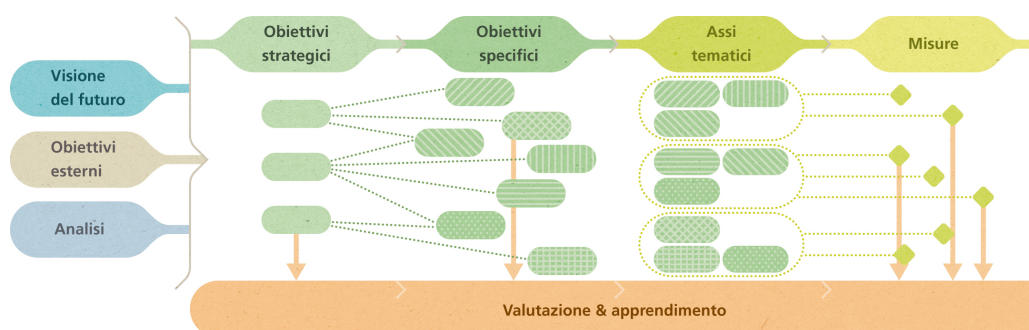 Obiettivi
strategici
Obiettivi
specifici
Assi
tematici
Misure
Visione
del futuro
Obiettivi
esterni
Analisi
Valutazione & apprendimento